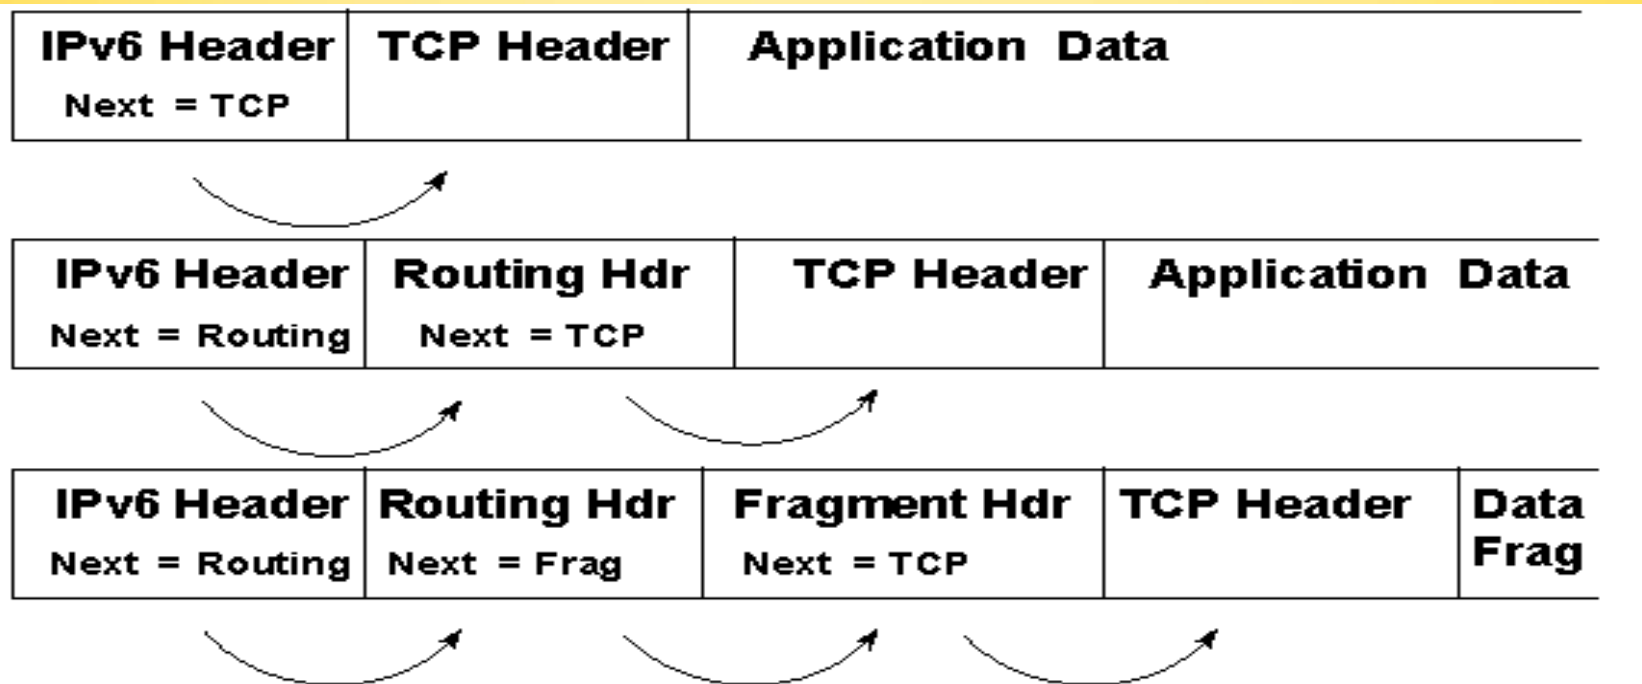 IPv6 Header TCP Header Application Data
Next = TCP
IPv6 Header Routing Hdr TCP Header Application Data
Next = Routing Next = TCP
IPv6 Header Routing Hdr Fragment Hdr TCP Header Data
Frag
Next = Routing Next = Frag Next = TCP